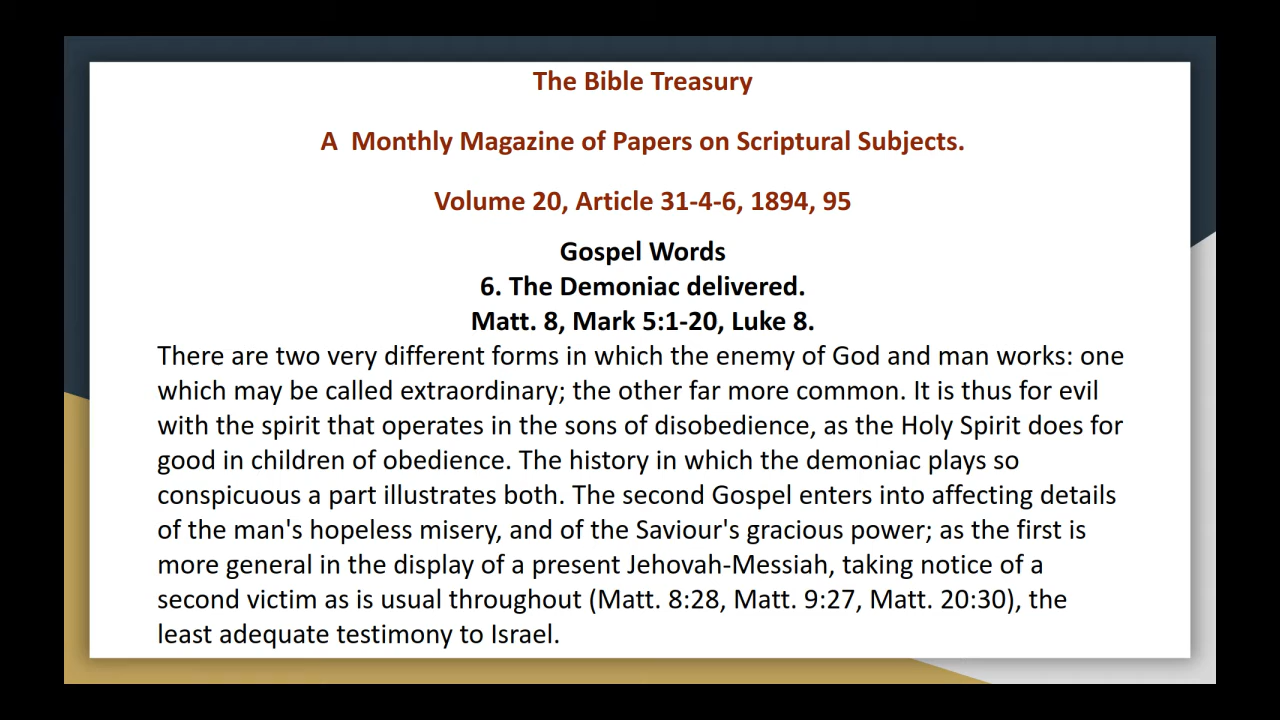 The Bible Treasury
A  Monthly Magazine of Papers on Scriptural Subjects.
Volume 20, Article 31-4-6, 1894, 95
Gospel Words
6. The Demoniac delivered.
Matt. 8, Mark 5:1-20, Luke 8.
There are two very different forms in which the enemy of God and man works: one
which may be called extraordinary; the other far more common. It is thus for evil
with the spirit that operates in the sons of disobedience, as the Holy Spirit does for
good in children of obedience. The history in which the demoniac plays so
conspicuous a part illustrates both. The second Gospel enters into affecting details
of the man's hopeless misery, and of the Saviour's gracious power; as the first is
more general in the display of a present Jehovah-Messiah, taking notice of a
second victim as is usual throughout (Matt. 8:28, Matt. 9:27, Matt. 20:30), the
least adequate testimony to Israel.